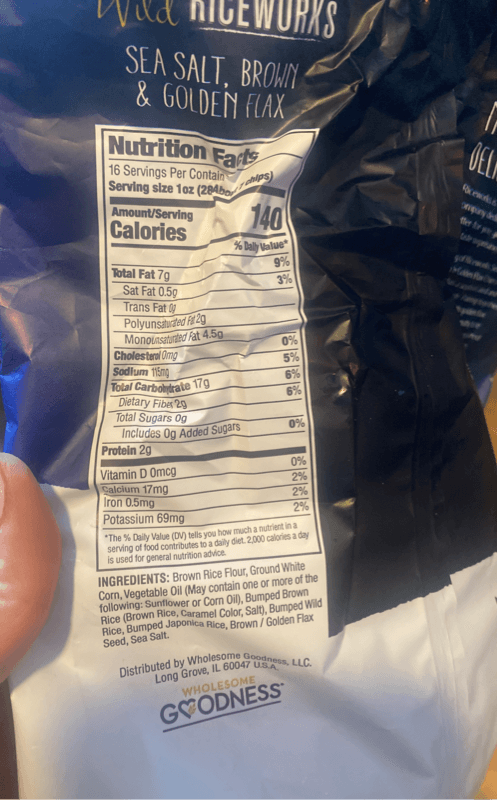 Wild RICEWORKS
SEA SALT, BROWN
& GOLDEN FLAX
Nutrition Facts
16 Servings Per Contain
Serving size 1oz (28 chips)
Amount/Serving
Calories 140
% Daily Value*
Total Fat 7g 9%
Sat Fat 0.5g 3%
Trans Fat 0g
Polyunsaturated Fat 2g
Monounsaturated Fat 4.5g
Cholesterol 0mg 0%
Sodium 115mg 5%
Total Carbohydrate 17g 6%
Dietary Fiber 2g 6%
Total Sugars 0g
Includes 0g Added Sugars 0%
Protein 2g
Vitamin D 0mcg 0%
Calcium 17mg 2%
Iron 0.5mg 2%
Potassium 69mg 2%
*The % Daily Value (DV) tells you how much a nutrient in a
serving of food contributes to a daily diet. 2,000 calories a day
is used for general nutrition advice.
INGREDIENTS: Brown Rice Flour, Ground White
Corn, Vegetable Oil (May contain one or more of the
following: Sunflower or Corn Oil), Bumped Brown
Rice (Brown Rice, Caramel Color, Salt), Bumped Wild
Rice, Bumped Japonica Rice, Brown / Golden Flax
Seed, Sea Salt.
Distributed by Wholesome Goodness, LLC.
Long Grove, IL 60047 U.S.A.
WHOLESOME
GOODNESS